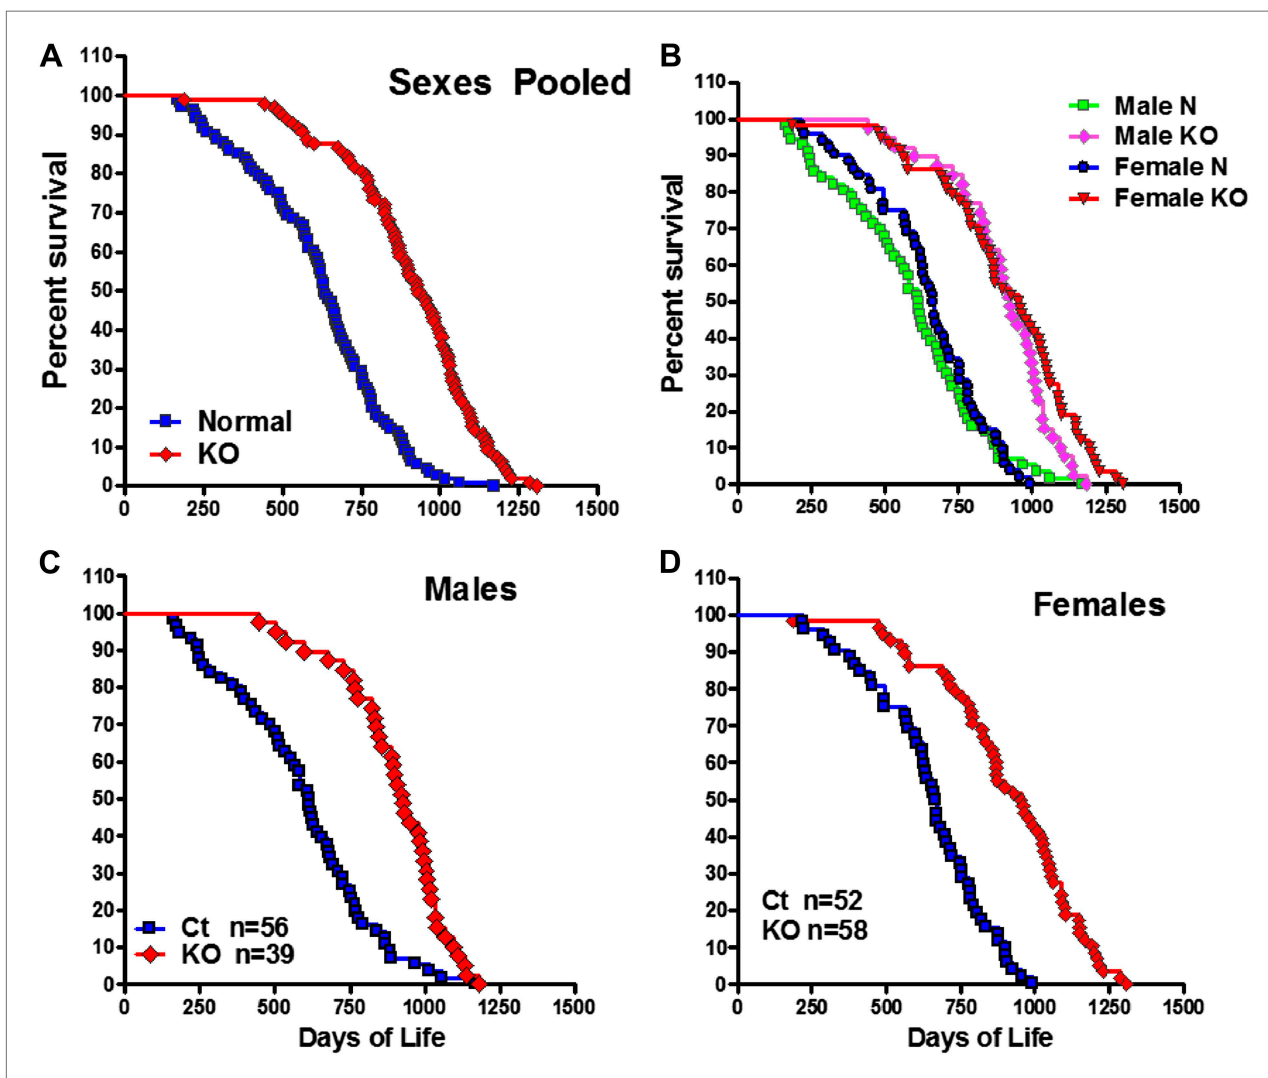 A
Sexes Pooled
Percent survival
110
100
90
80
70
60
50
40
30
20
10
0
Normal
KO
0 250 500 750 1000 1250 1500
B
Percent survival
110
100
90
80
70
60
50
40
30
20
10
0
Male N
Male KO
Female N
Female KO
0 250 500 750 1000 1250 1500
C
Males
110
100
90
80
70
60
50
40
30
20
10
0
Ct n=56
KO n=39
0 250 500 750 1000 1250 1500
Days of Life
D
Females
110
100
90
80
70
60
50
40
30
20
10
0
Ct n=52
KO n=58
0 250 500 750 1000 1250 1500
Days of Life